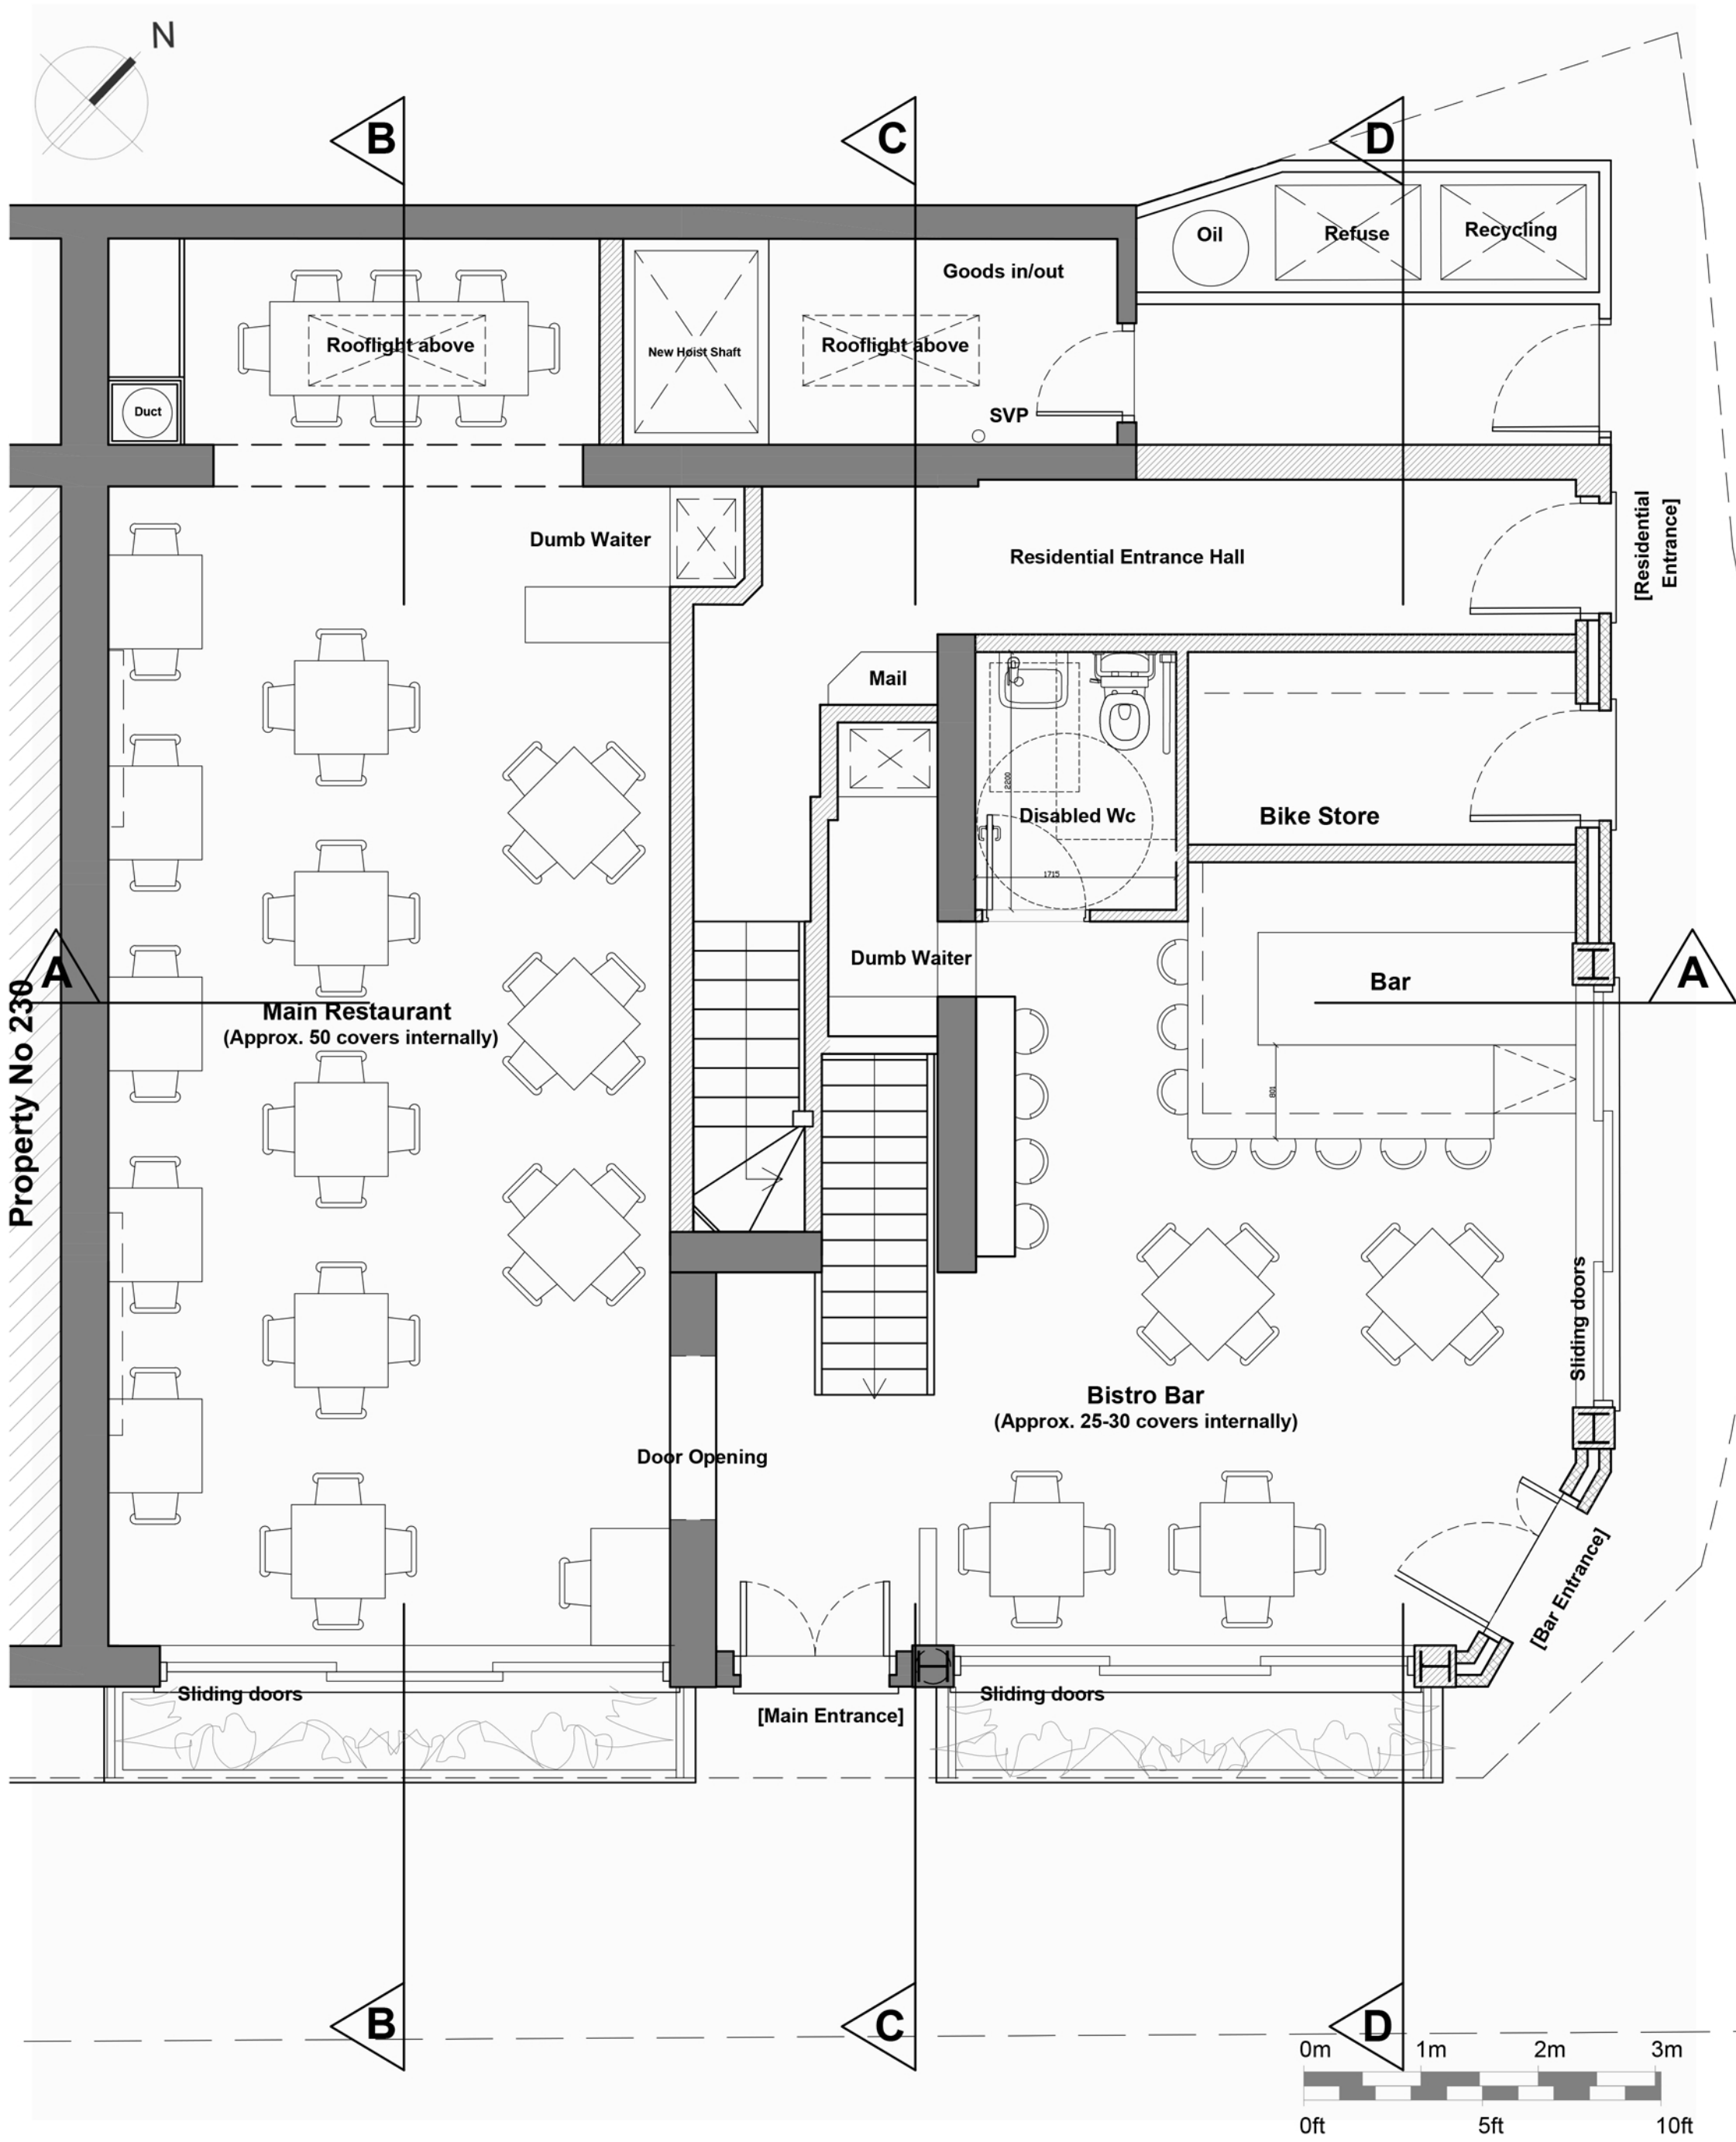 N
B
C
D
Oil
Refuse
Recycling
Goods in/out
Rooflight above
New Hoist Shaft
Rooflight above
Duct
SVP
Dumb Waiter
Residential Entrance Hall
[Residential
Entrance]
Mail
2200
Disabled Wc
1715
Bike Store
Dumb Waiter
Bar
A
A
Property No 230
Main Restaurant
(Approx. 50 covers internally)
801
Sliding doors
Bistro Bar
(Approx. 25-30 covers internally)
Door Opening
[Bar Entrance]
Sliding doors
[Main Entrance]
Sliding doors
B
C
D
0m 1m 2m 3m
0ft 5ft 10ft